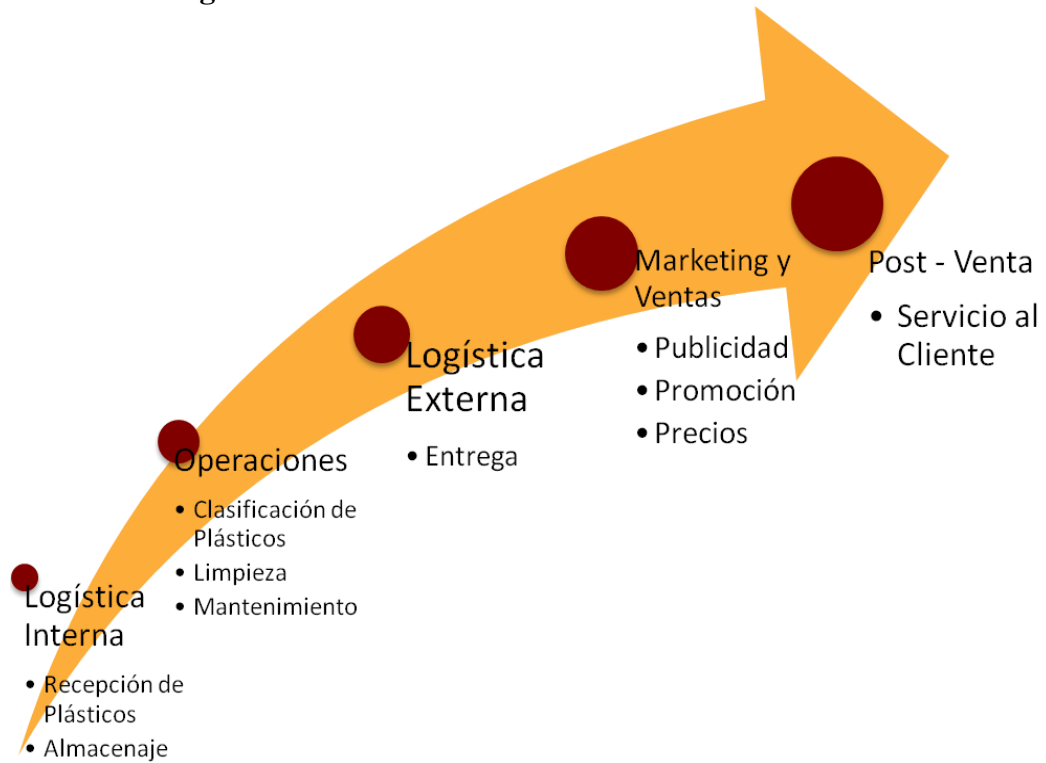 Logística
Interna
• Recepción de
Plásticos
• Almacenaje
Operaciones
• Clasificación de
Plásticos
• Limpieza
• Mantenimiento
Logística
Externa
• Entrega
Marketing y
Ventas
• Publicidad
• Promoción
• Precios
Post - Venta
• Servicio al
Cliente